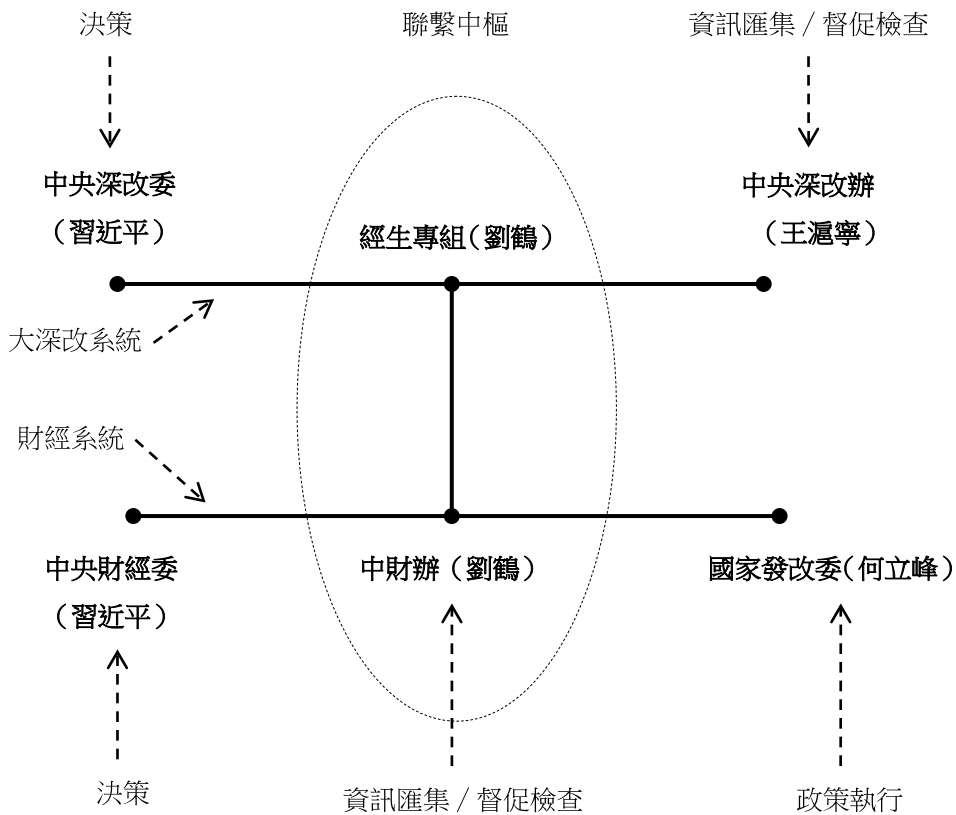 決策
聯繫中樞
資訊匯集／督促檢查
中央深改委
（習近平）
經生專組（劉鶴）
中央深改辦
（王滬寧）
大深改系統
財經系統
中央財經委
（習近平）
中財辦（劉鶴）
國家發改委（何立峰）
決策
資訊匯集／督促檢查
政策執行